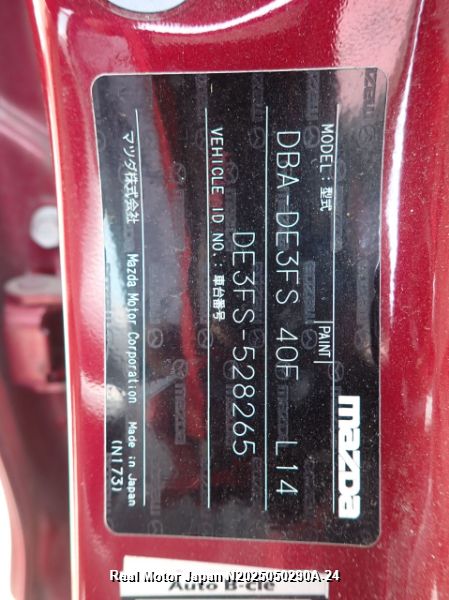 mazda
MODEL:型式
PAINT
DBA-DE3FS 40F L14
VEHICLE ID NO.:車台番号
DE3FS-528265
マツダ株式会社 Mazda Motor Corporation Made in Japan
(N173)
Auto B-cle
Real Motor Japan N2025050290A-24